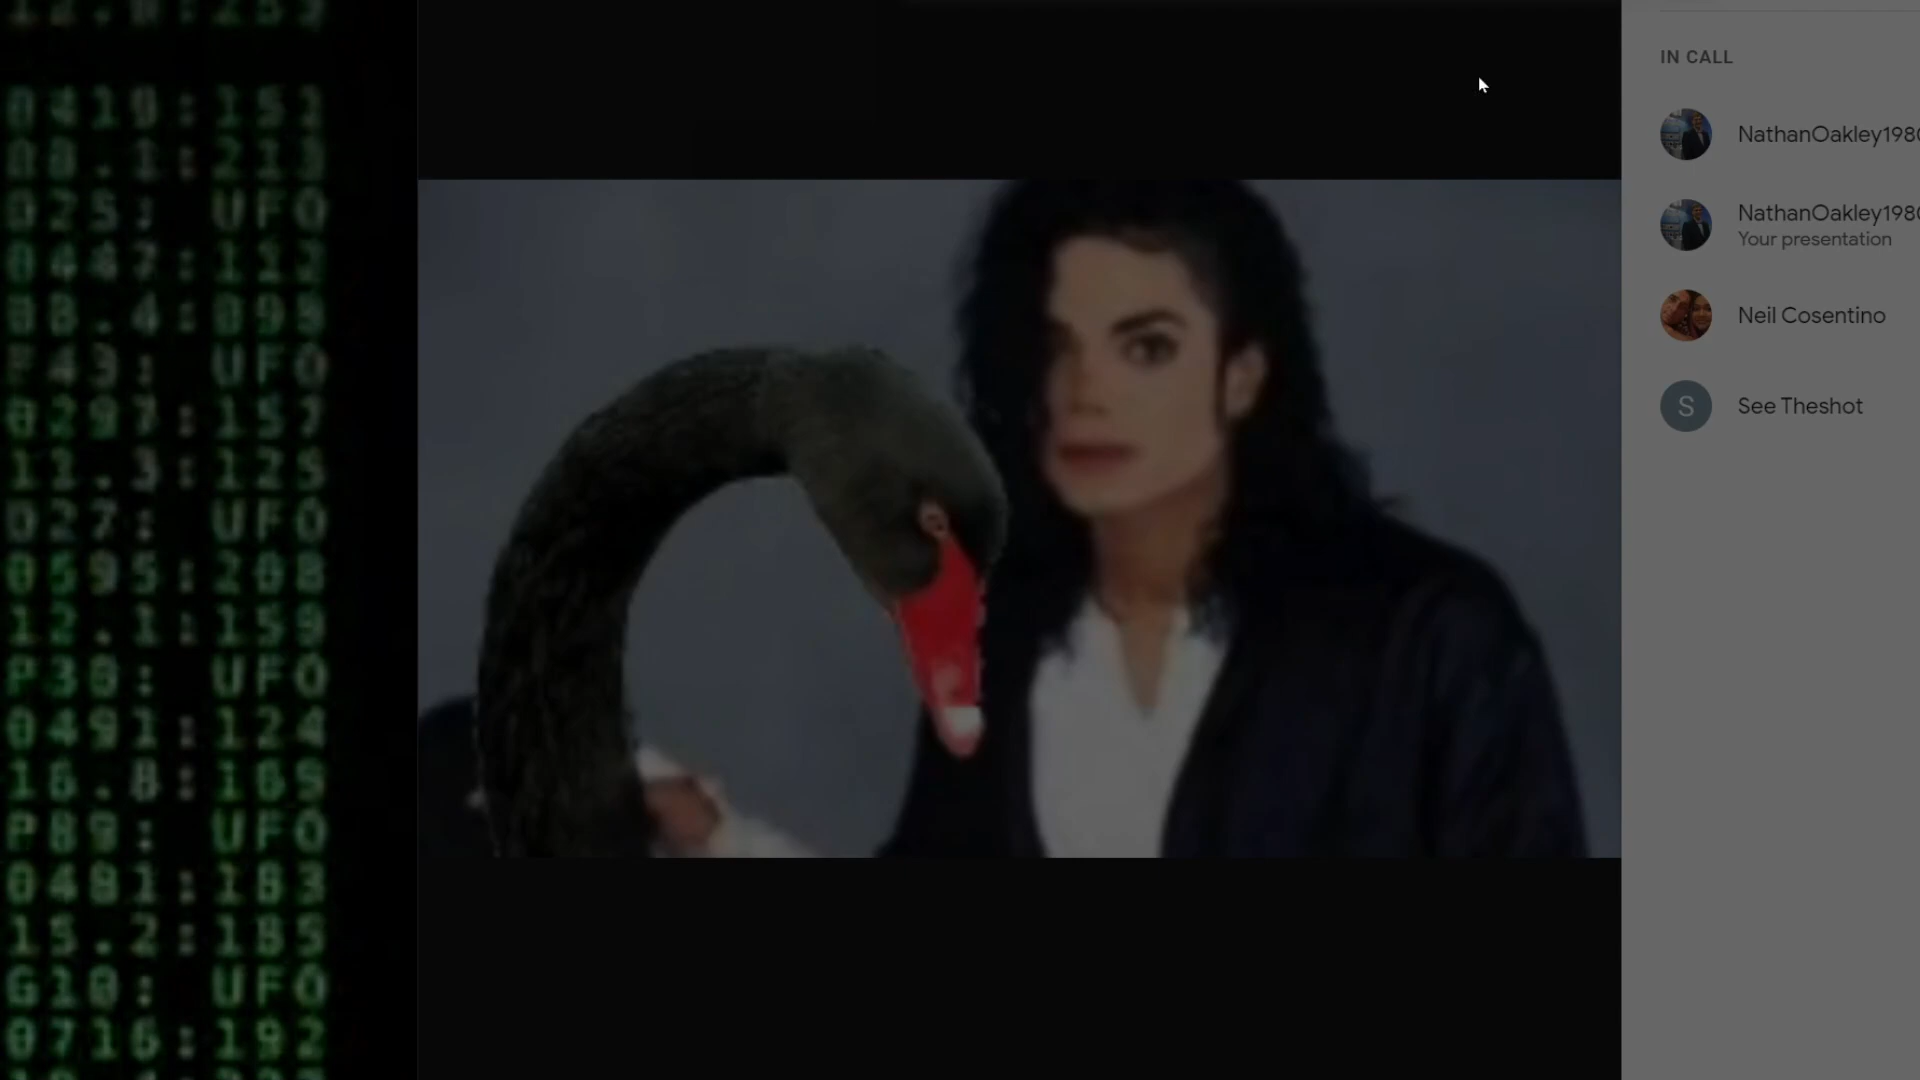 0419:151
08.1:213
025: UFO
0447:112
08.4:099
F43: UFO
0297:157
11.3:125
D27: UFO
0595:208
12.1:159
P38: UFO
0491:124
16.8:169
P89: UFO
0481:183
15.2:185
G10: UFO
0716:192
IN CALL
NathanOakley198
NathanOakley198
Your presentation
Neil Cosentino
S
See Theshot